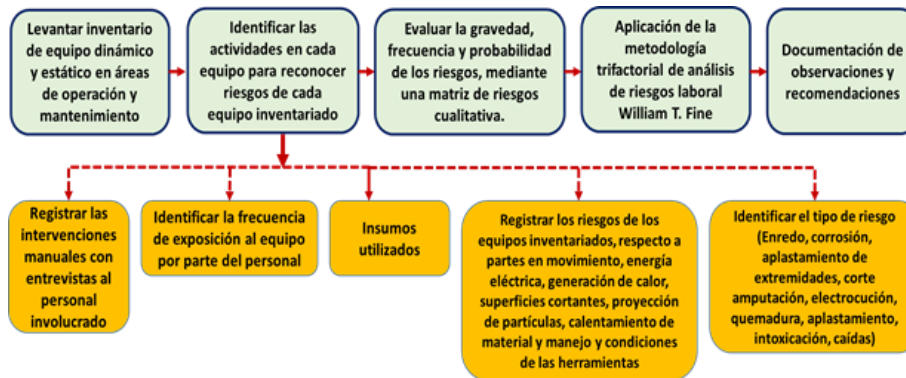 Levantar inventario
de equipo dinámico
y estático en áreas
de operación y
mantenimiento
Identificar las
actividades en cada
equipo para reconocer
riesgos de cada
equipo inventariado
Evaluar la gravedad,
frecuencia y probabilidad
de los riesgos, mediante
una matriz de riesgos
cualitativa.
Aplicación de la
metodología
trifactorial de análisis
de riesgos laboral
William T. Fine
Documentación de
observaciones y
recomendaciones
Registrar las
intervenciones
manuales con
entrevistas al
personal
involucrado
Identificar la frecuencia
de exposición al equipo
por parte del personal
Insumos
utilizados
Registrar los riesgos de los
equipos inventariados, respecto a
partes en movimiento, energía
eléctrica, generación de calor,
superficies cortantes, proyección
de partículas, calentamiento de
material y manejo y condiciones
de las herramientas
Identificar el tipo de riesgo
(Enredo, corrosión,
aplastamiento de
extremidades, corte
amputación, electrocución,
quemadura, aplastamiento,
intoxicación, caídas)